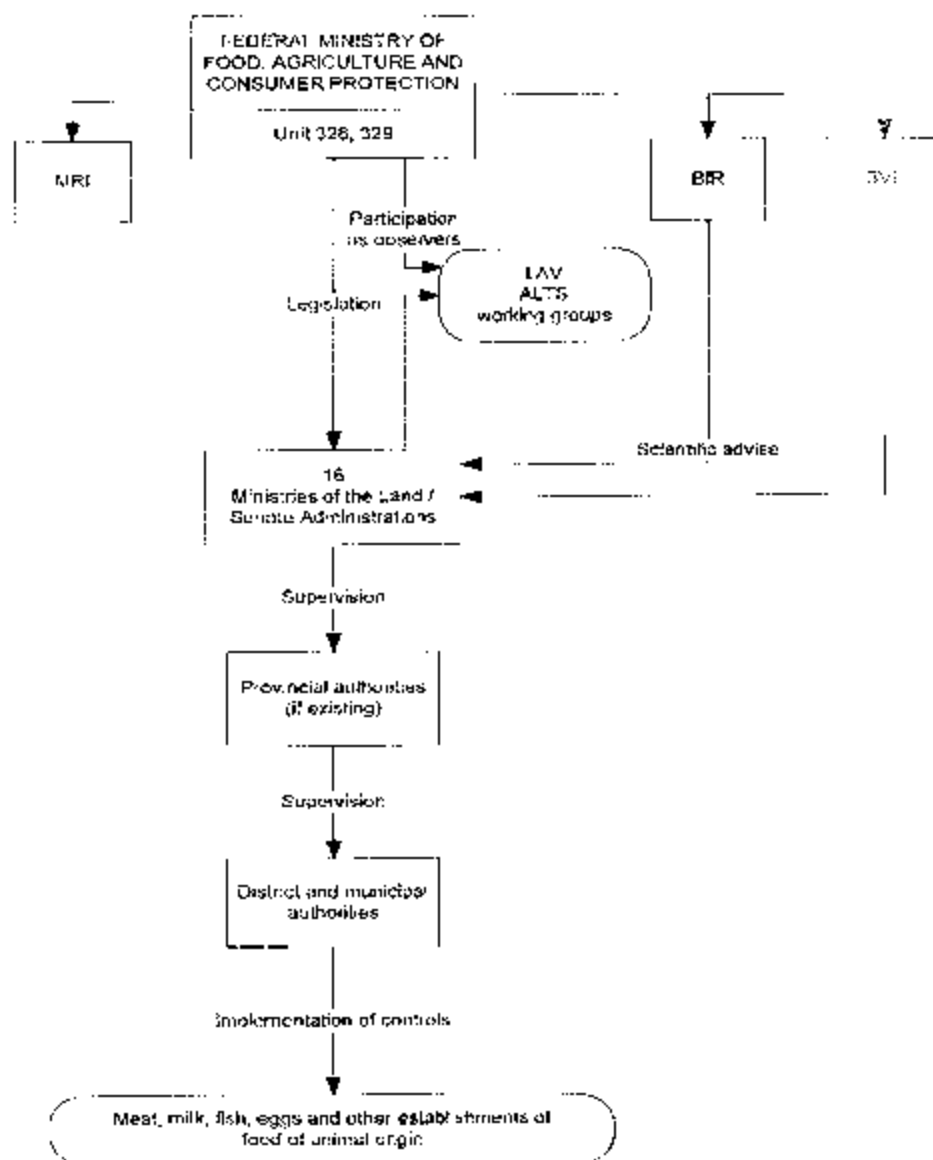 FEDERAL MINISTRY OF
FOOD, AGRICULTURE AND
CONSUMER PROTECTION
Unit 328, 329
MRI
BfR
Participation
as observers
LAV
ALTS
working groups
Legislation
Scientific advise
16
Ministries of the Land /
Senate Administrations
Supervision
Provincial authorities
(if existing)
Supervision
District and municipal
authorities
Implementation of controls
Meat, milk, fish, eggs and other establishments of
food of animal origin